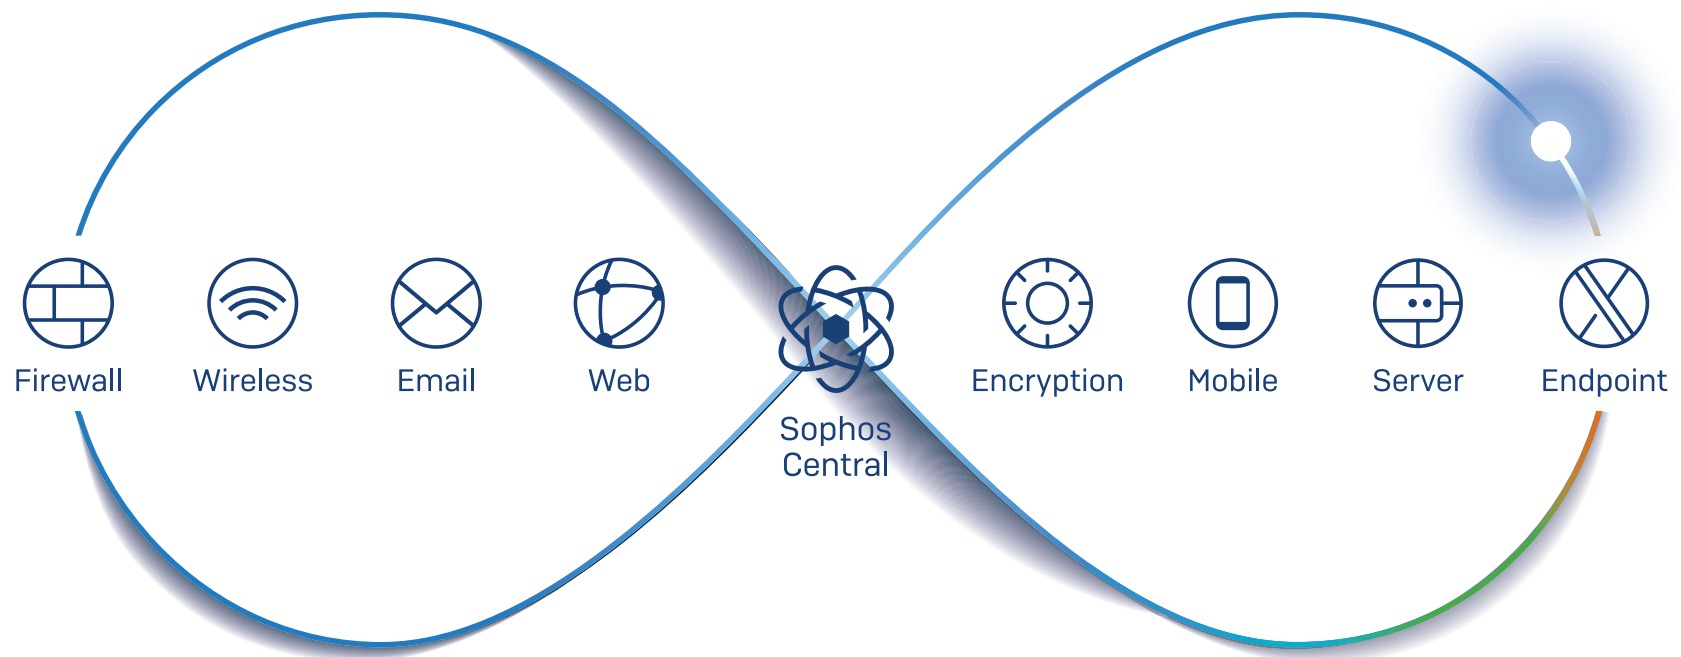 Firewall
Wireless
Email
Web
Sophos
Central
Encryption
Mobile
Server
Endpoint